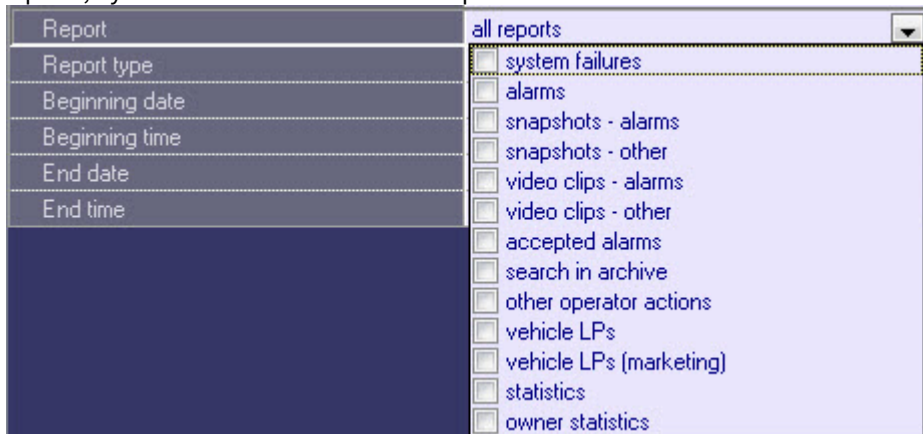 Report all reports
Report type system failures
Beginning date alarms
Beginning time snapshots - alarms
End date snapshots - other
End time video clips - alarms
video clips - other
accepted alarms
search in archive
other operator actions
vehicle LPs
vehicle LPs (marketing)
statistics
owner statistics